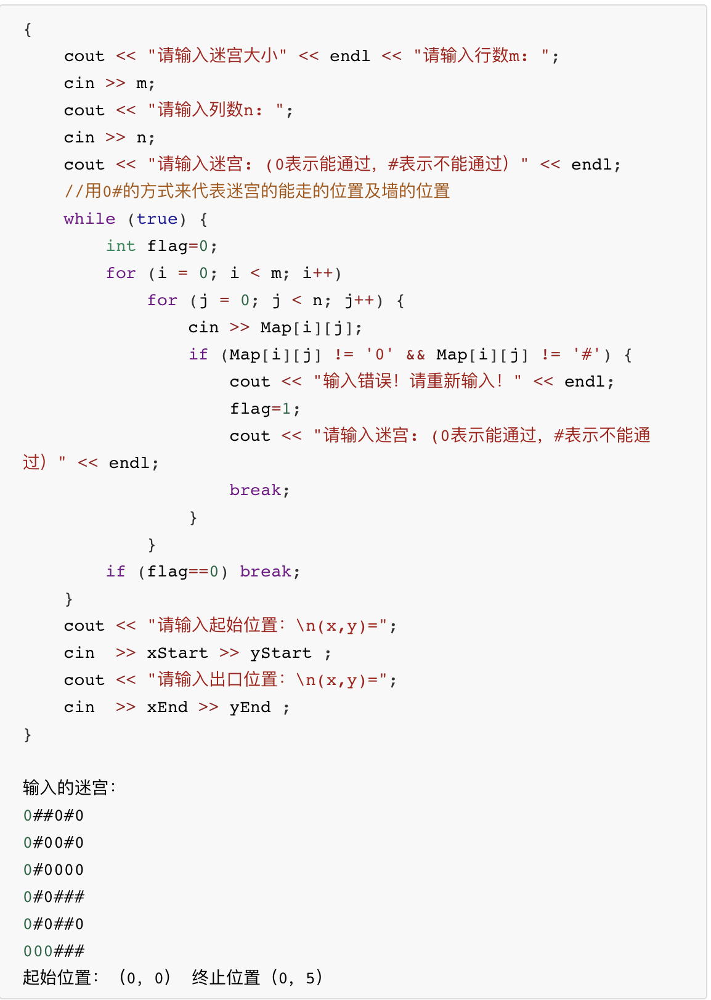 {
    cout << "请输入迷宫大小" << endl << "请输入行数m: ";
    cin >> m;
    cout << "请输入列数n: ";
    cin >> n;
    cout << "请输入迷宫: (0表示能通过，#表示不能通过）" << endl;
    //用0#的方式来代表迷宫的能走的位置及墙的位置
    while (true) {
        int flag=0;
        for (i = 0; i < m; i++)
            for (j = 0; j < n; j++) {
                cin >> Map[i][j];
                if (Map[i][j] != '0' && Map[i][j] != '#') {
                    cout << "输入错误！请重新输入！" << endl;
                    flag=1;
                    cout << "请输入迷宫: (0表示能通过，#表示不能通
过）" << endl;
                    break;
                }
            }
        if (flag==0) break;
    }
    cout << "请输入起始位置：\n(x,y)=";
    cin  >> xStart >> yStart ;
    cout << "请输入出口位置：\n(x,y)=";
    cin  >> xEnd >> yEnd ;
}
输入的迷宫：
0##0#0
0#00#0
0#0000
0#0###
0#0##0
000###
起始位置：（0, 0） 终止位置（0, 5）